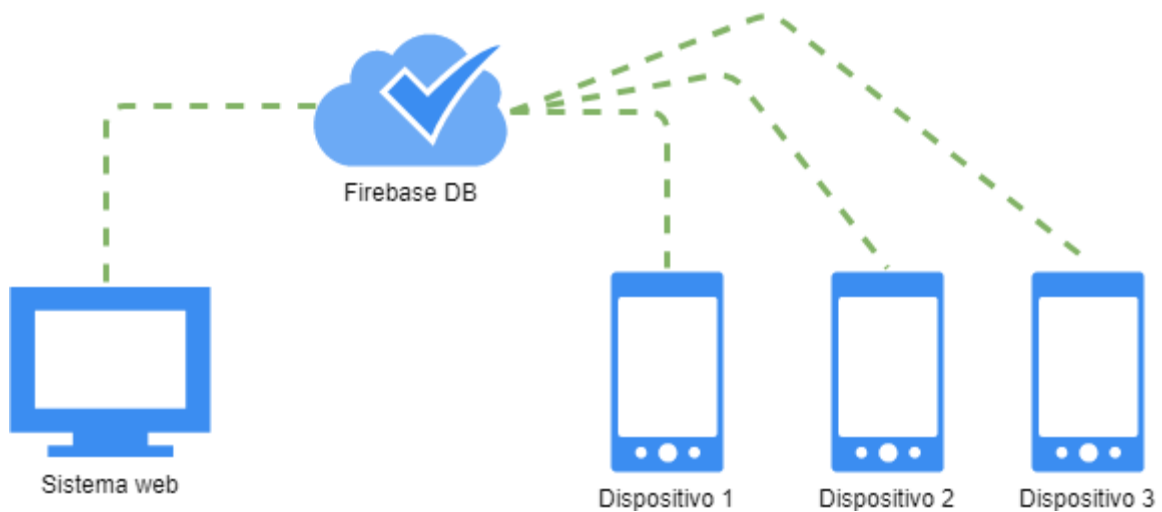 Firebase DB
Sistema web
Dispositivo 1
Dispositivo 2
Dispositivo 3